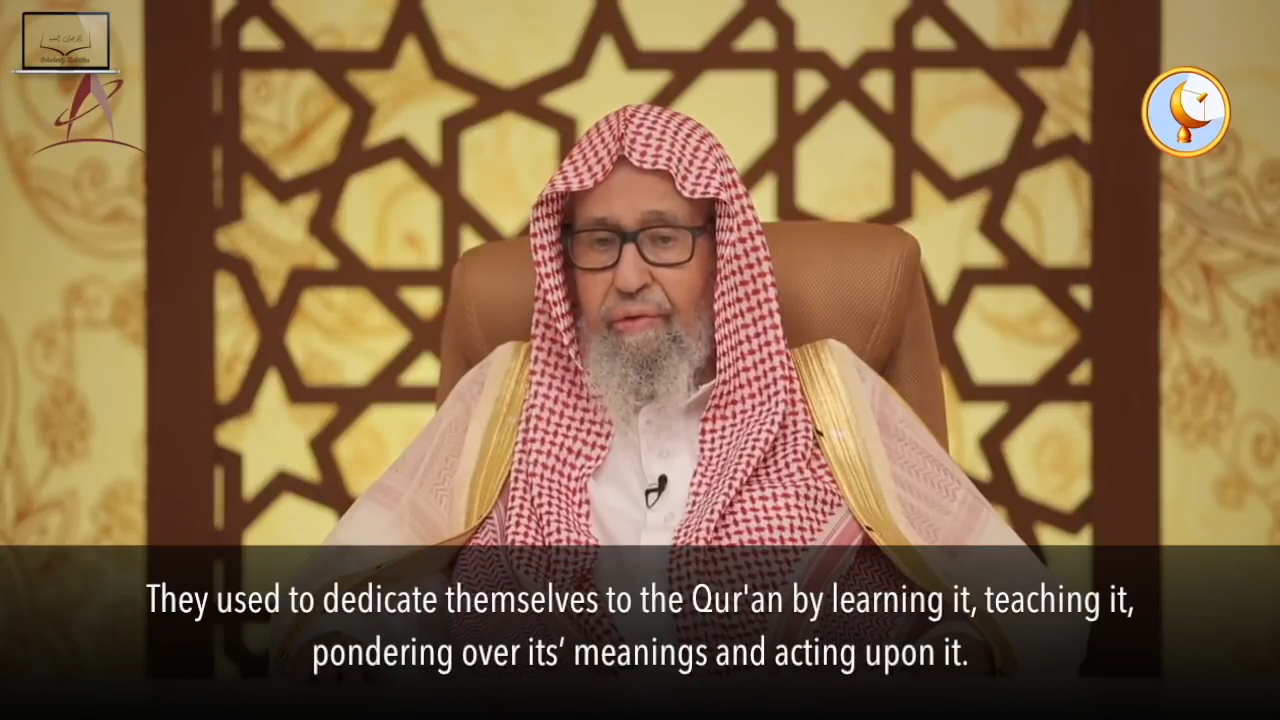 They used to dedicate themselves to the Qur'an by learning it, teaching it,
pondering over its‘ meanings and acting upon it.